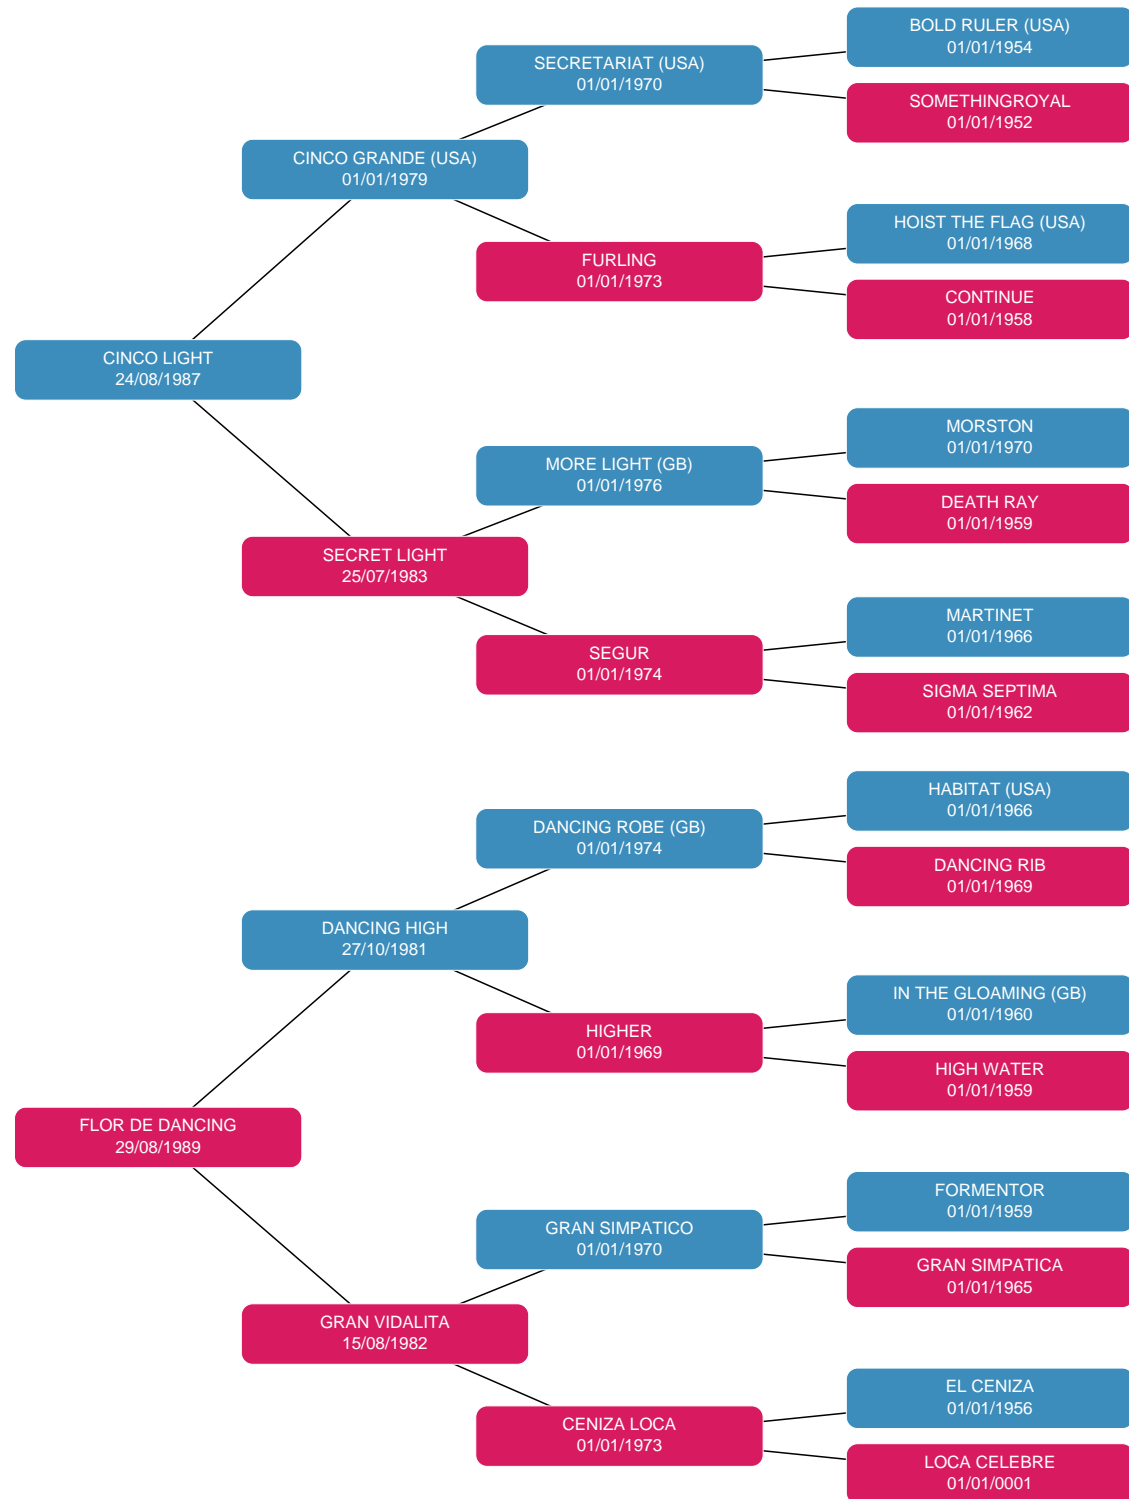 BOLD RULER (USA)
01/01/1954
SECRETARIAT (USA)
01/01/1970
SOMETHINGROYAL
01/01/1952
CINCO GRANDE (USA)
01/01/1979
HOIST THE FLAG (USA)
01/01/1968
FURLING
01/01/1973
CONTINUE
01/01/1958
CINCO LIGHT
24/08/1987
MORSTON
01/01/1970
MORE LIGHT (GB)
01/01/1976
DEATH RAY
01/01/1959
SECRET LIGHT
25/07/1983
MARTINET
01/01/1966
SEGUR
01/01/1974
SIGMA SEPTIMA
01/01/1962
HABITAT (USA)
01/01/1966
DANCING ROBE (GB)
01/01/1974
DANCING RIB
01/01/1969
DANCING HIGH
27/10/1981
IN THE GLOAMING (GB)
01/01/1960
HIGHER
01/01/1969
HIGH WATER
01/01/1959
FLOR DE DANCING
29/08/1989
FORMENTOR
01/01/1959
GRAN SIMPATICO
01/01/1970
GRAN SIMPATICA
01/01/1965
GRAN VIDALITA
15/08/1982
EL CENIZA
01/01/1956
CENIZA LOCA
01/01/1973
LOCA CELEBRE
01/01/0001